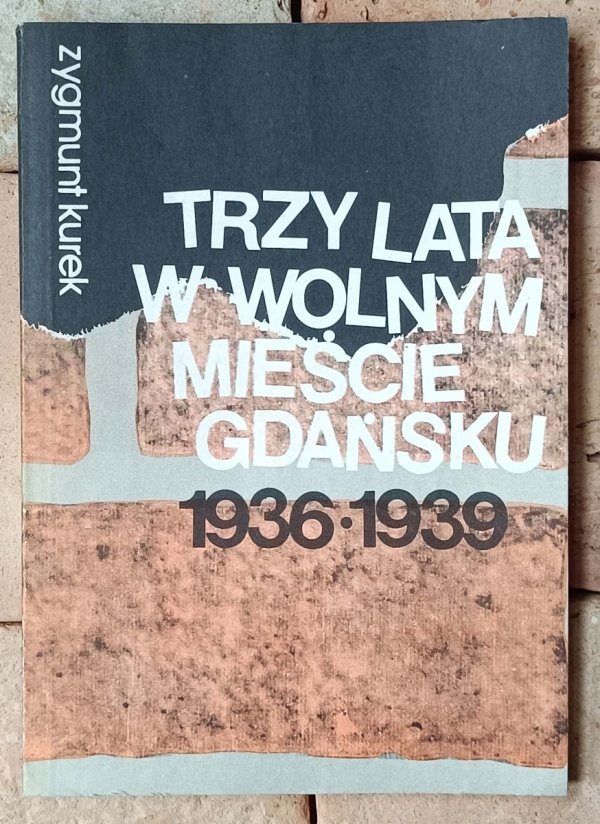 zygmunt kurek
TRZY LATA
W WOLNYM
MIEŚCIE
GDAŃSKU
1936·1939